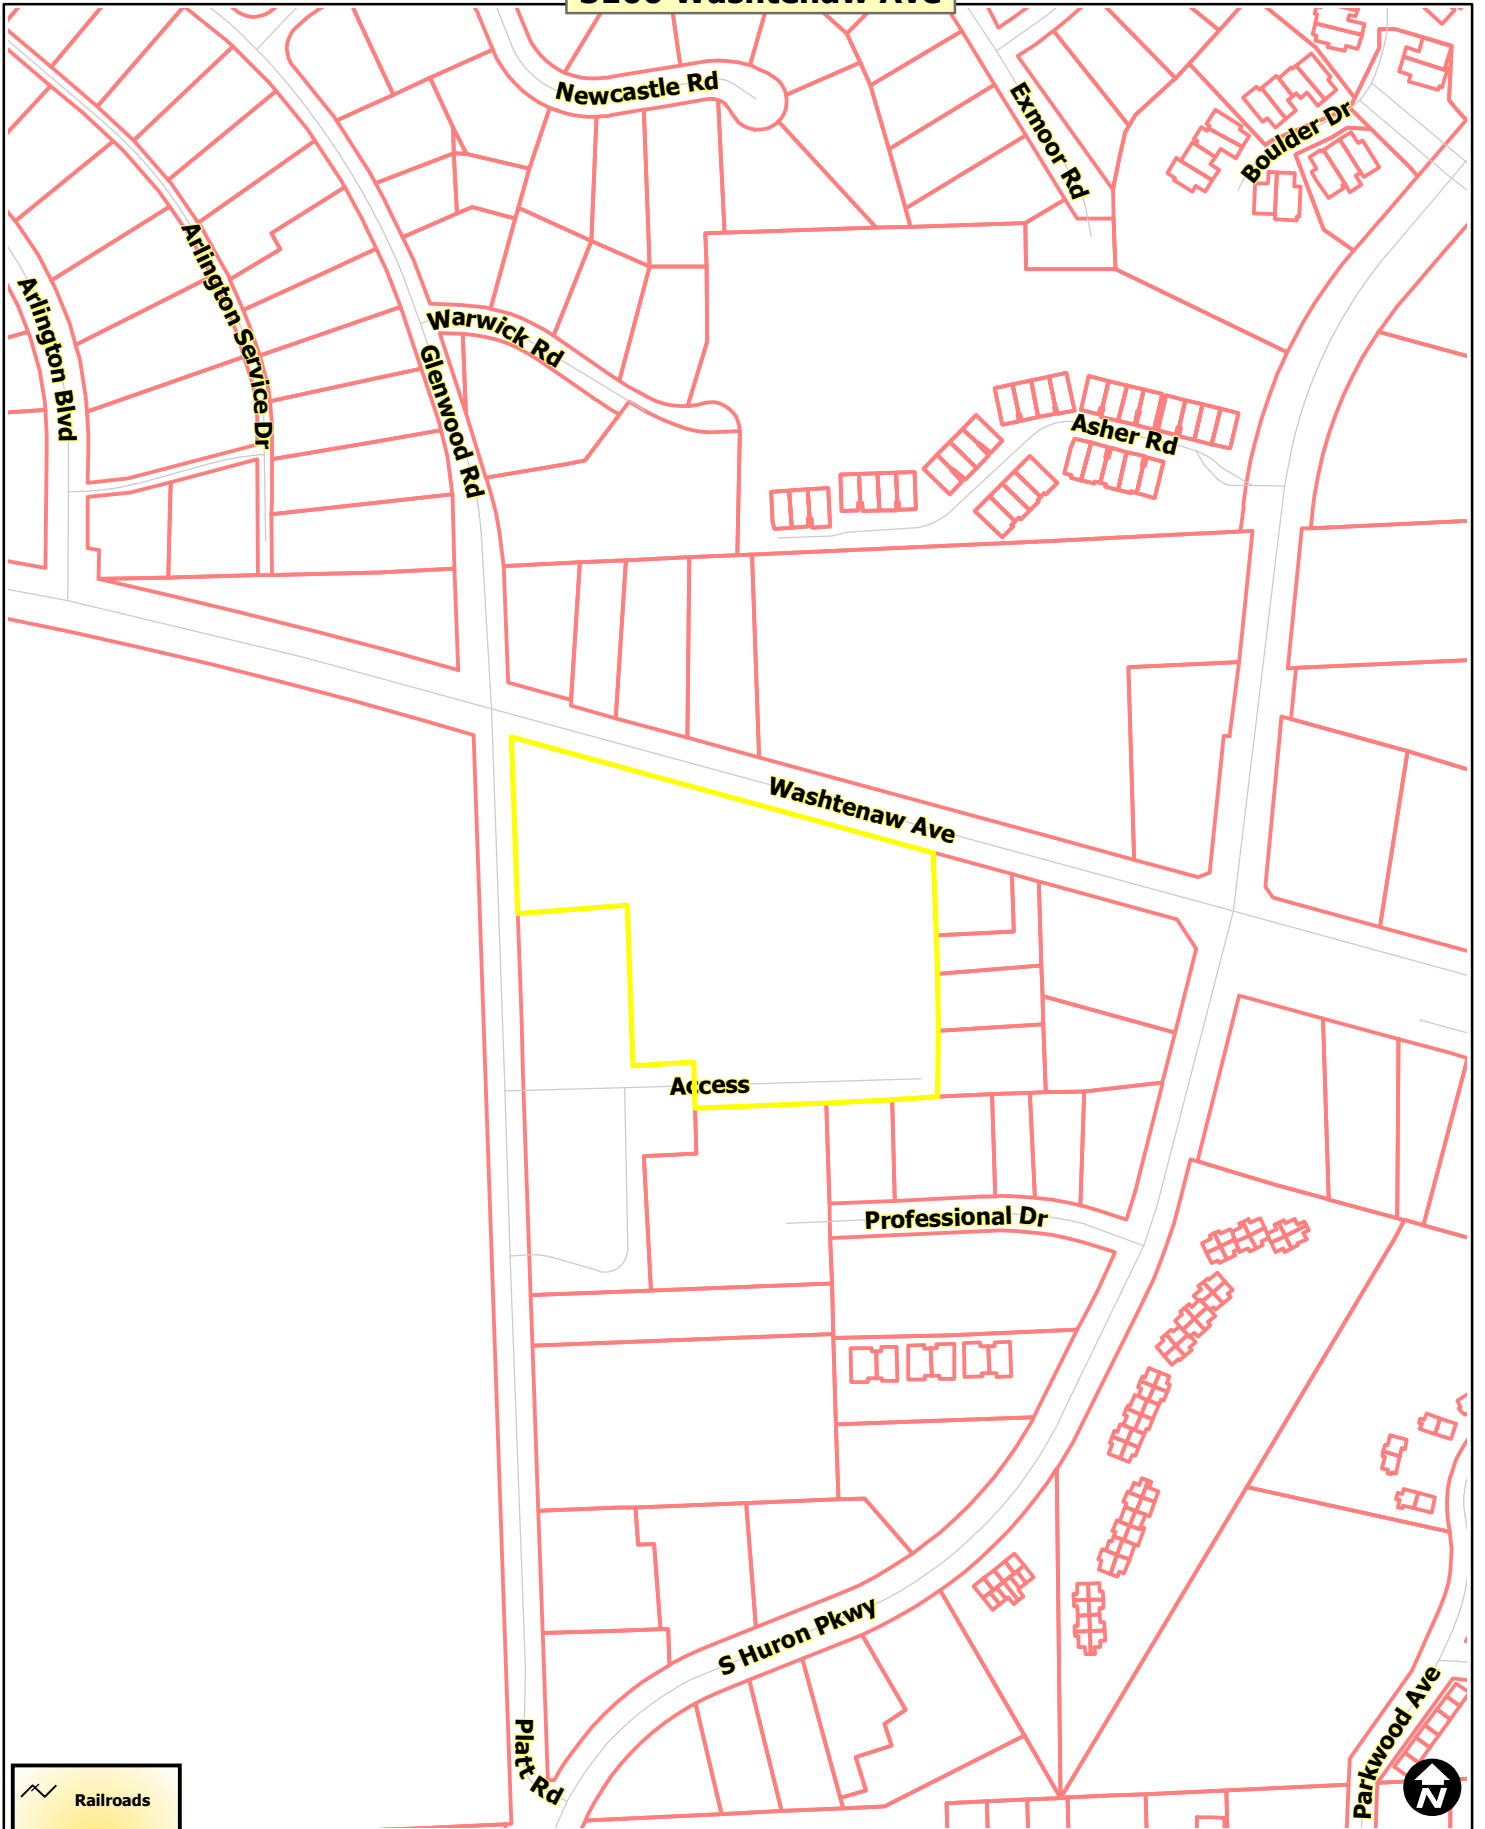 Newcastle Rd
Exmoor Rd
Boulder Dr
Arlington Service Dr
Arlington Blvd
Warwick Rd
Glenwood Rd
Asher Rd
Washtenaw Ave
Access
Professional Dr
S Huron Pkwy
Platt Rd
Parkwood Ave
Railroads
N